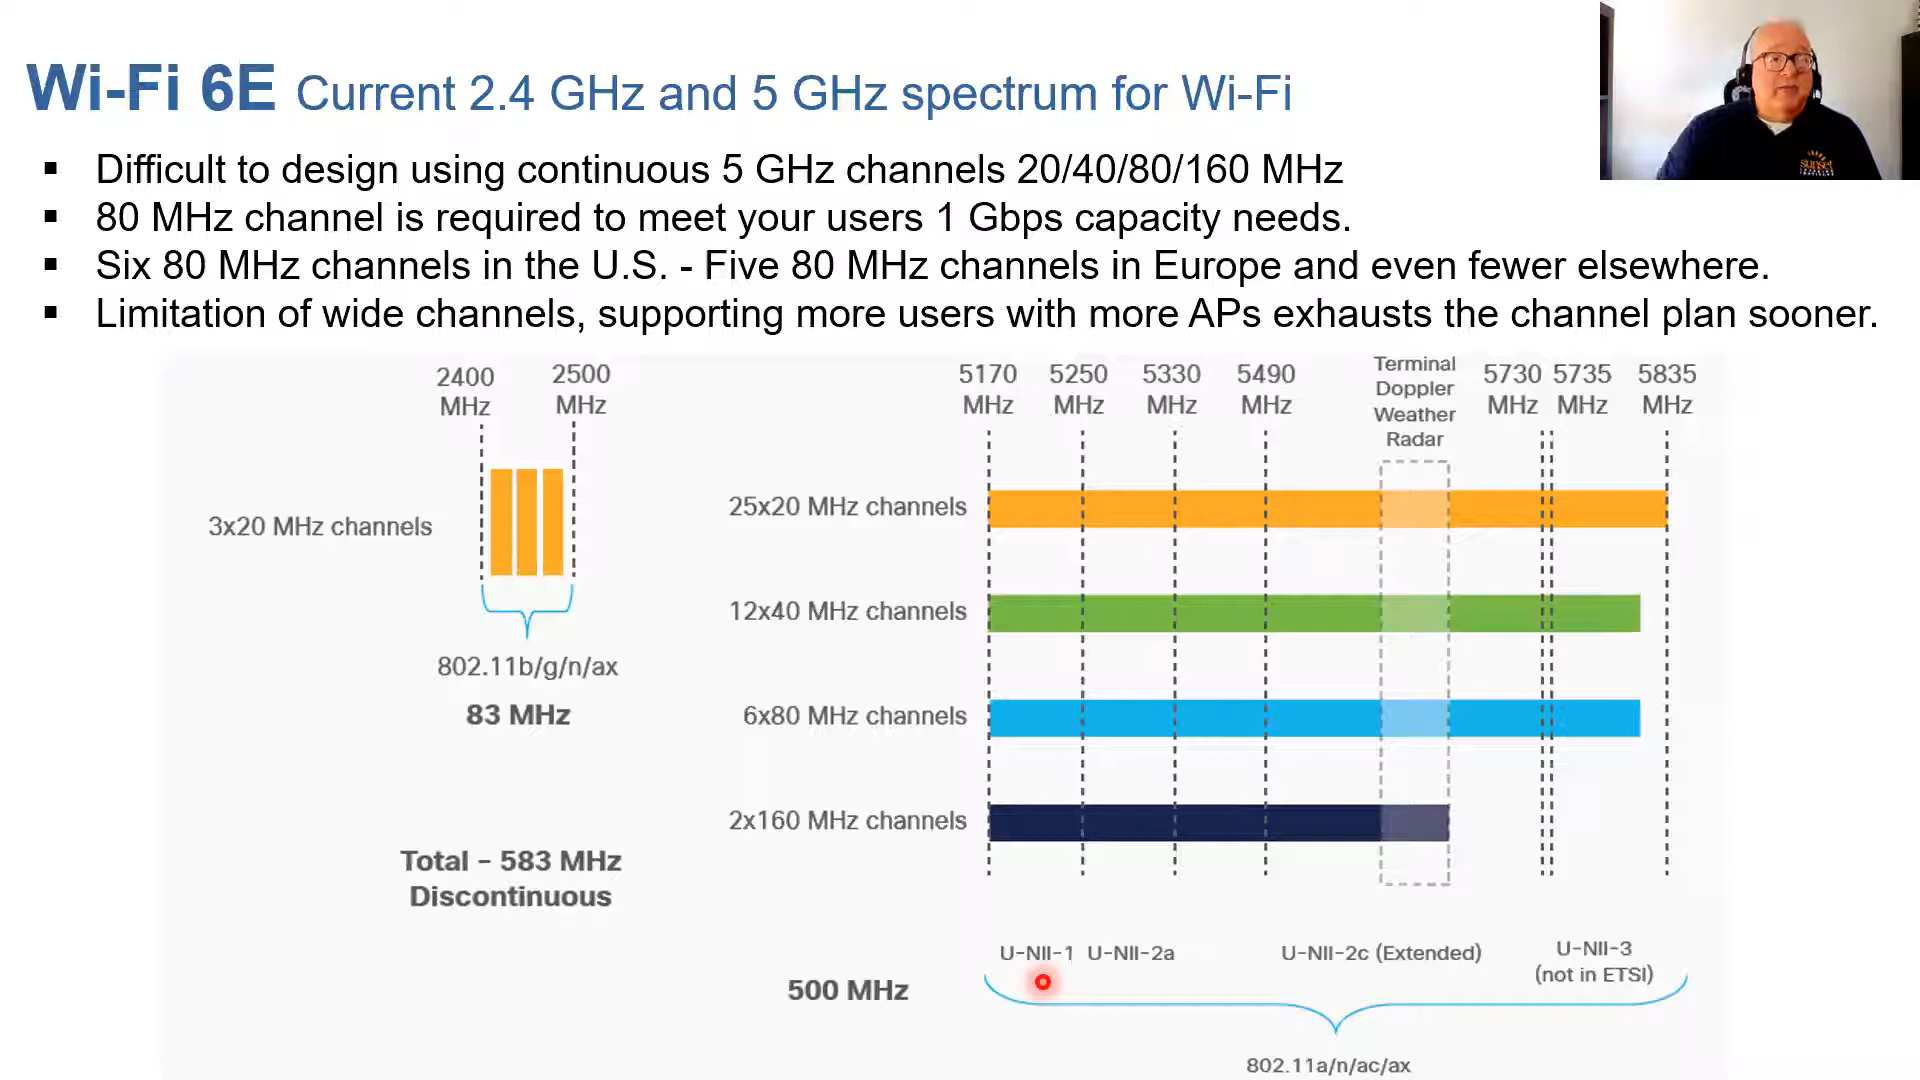 Wi-Fi 6E Current 2.4 GHz and 5 GHz spectrum for Wi-Fi
▪ Difficult to design using continuous 5 GHz channels 20/40/80/160 MHz
▪ 80 MHz channel is required to meet your users 1 Gbps capacity needs.
▪ Six 80 MHz channels in the U.S. - Five 80 MHz channels in Europe and even fewer elsewhere.
▪ Limitation of wide channels, supporting more users with more APs exhausts the channel plan sooner.
sunset
2400
MHz
2500
MHz
5170
MHz
5250
MHz
5330
MHz
5490
MHz
Terminal
Doppler
Weather
Radar
5730
MHz
5735
MHz
5835
MHz
3x20 MHz channels
802.11b/g/n/ax
83 MHz
25x20 MHz channels
12x40 MHz channels
6x80 MHz channels
2x160 MHz channels
Total – 583 MHz
Discontinuous
U-NII-1
U-NII-2a
U-NII-2c (Extended)
U-NII-3
(not in ETSI)
500 MHz
802.11a/n/ac/ax